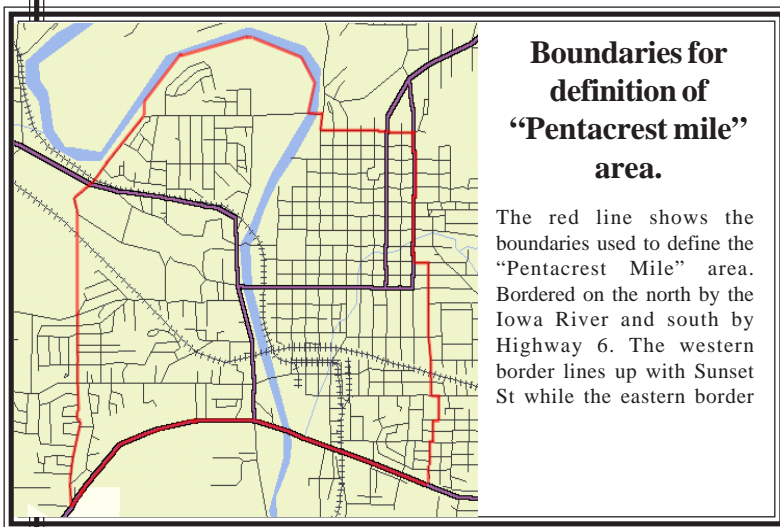 Boundaries for
definition of
“Pentacrest mile”
area.
The red line shows the
boundaries used to define the
“Pentacrest Mile” area.
Bordered on the north by the
Iowa River and south by
Highway 6. The western
border lines up with Sunset
St while the eastern border